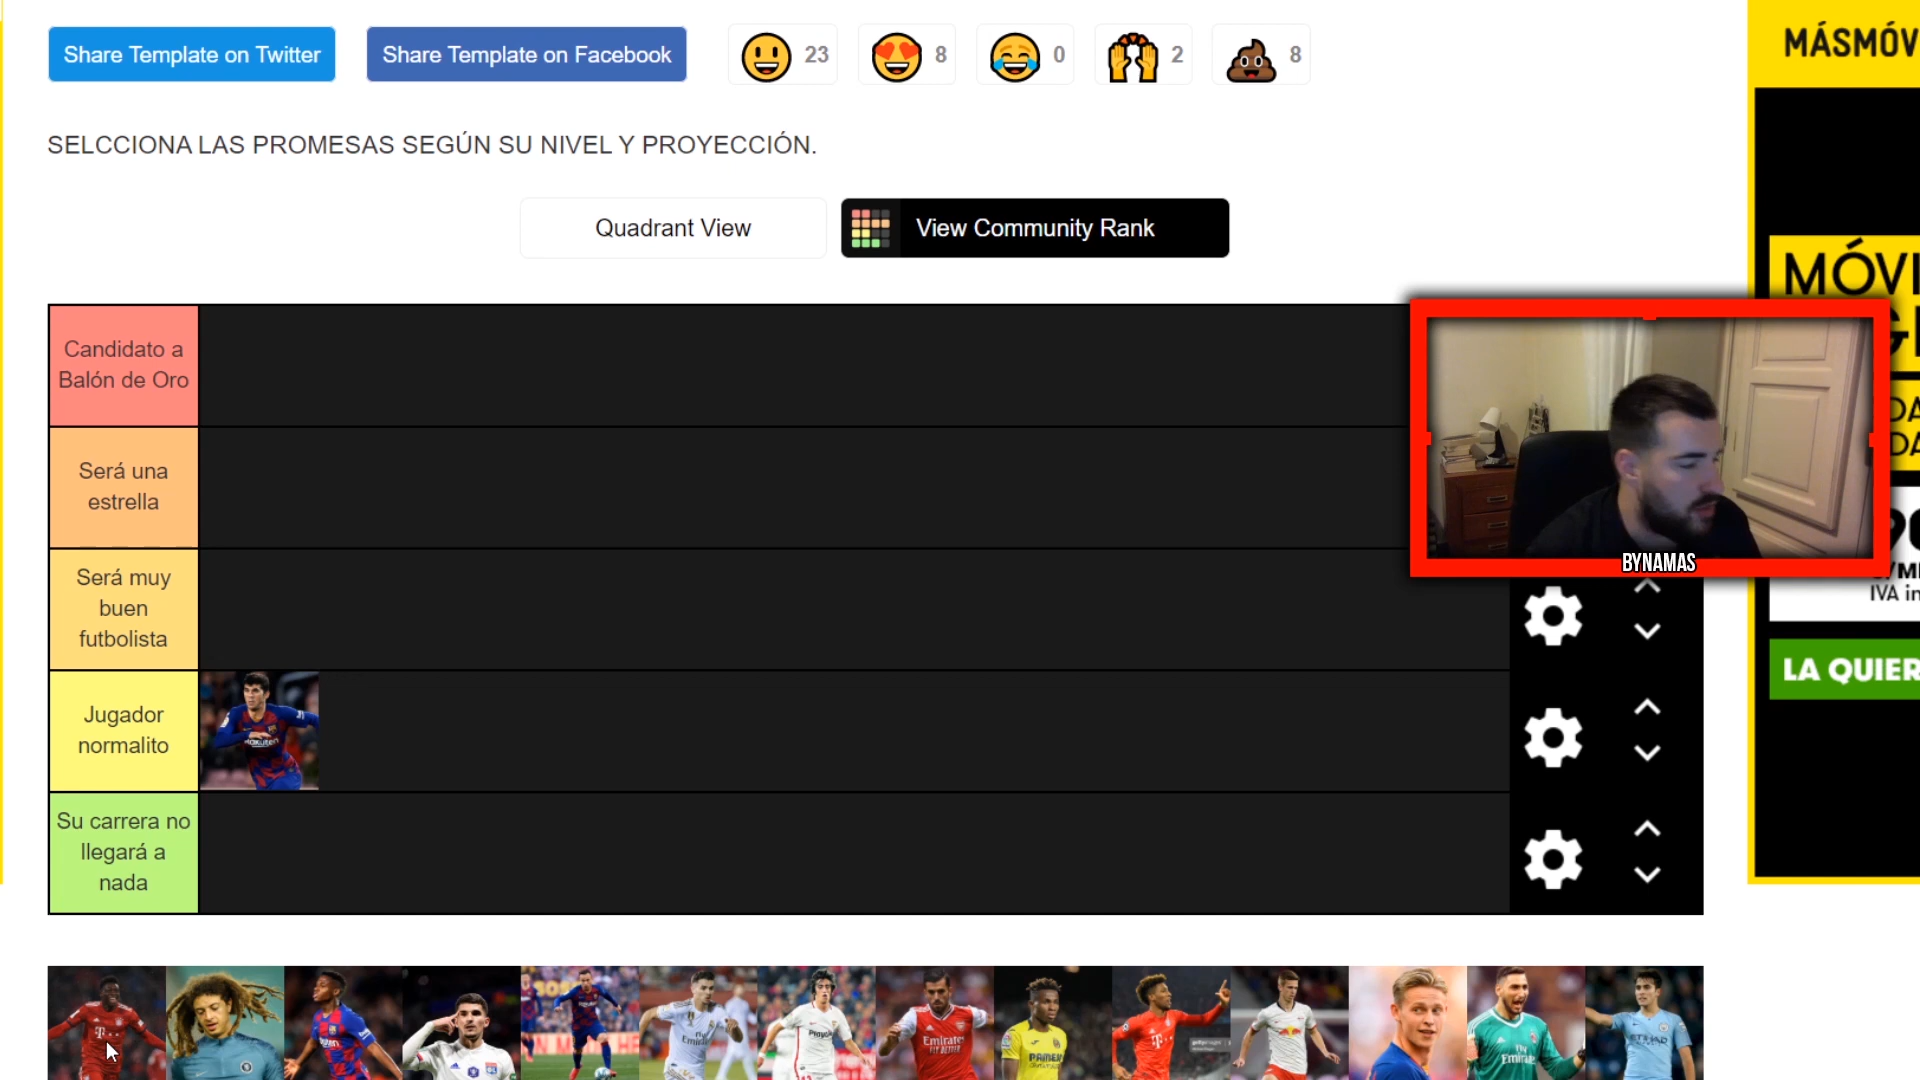 Share Template on Twitter
Share Template on Facebook
23
8
0
2
8
MÁSMÓV
SELCCIONA LAS PROMESAS SEGÚN SU NIVEL Y PROYECCIÓN.
Quadrant View
View Community Rank
MÓVI
Candidato a
Balón de Oro
Será una
estrella
BYNAMAS
IVA in
Será muy
buen
futbolista
LA QUIER
Jugador
normalito
Su carrera no
llegará a
nada